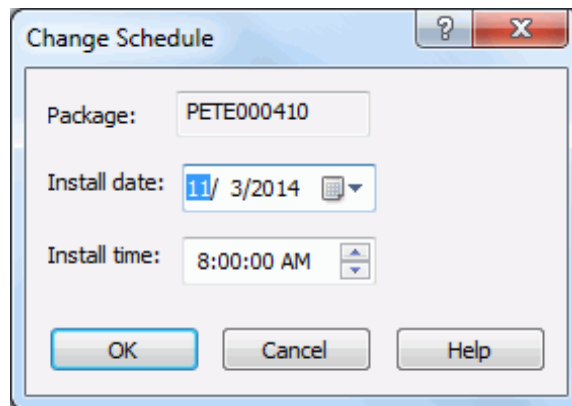 Change Schedule
Package: PETE000410
Install date: 11/ 3/2014
Install time: 8:00:00 AM
OK Cancel Help